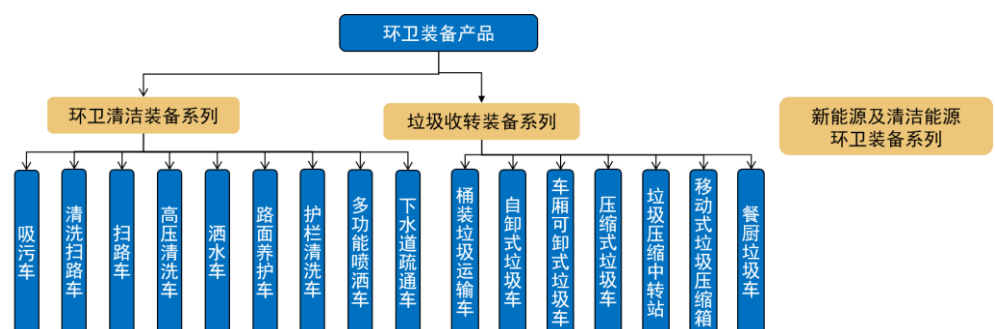 环卫装备产品
环卫清洁装备系列
垃圾收转装备系列
新能源及清洁能源
环卫装备系列
吸污车
清洗扫路车
扫路车
高压清洗车
洒水车
路面养护车
护栏清洗车
多功能喷洒车
下水道疏通车
桶装垃圾运输车
自卸式垃圾车
车厢可卸式垃圾车
压缩式垃圾车
垃圾压缩中转站
移动式垃圾压缩箱
餐厨垃圾车